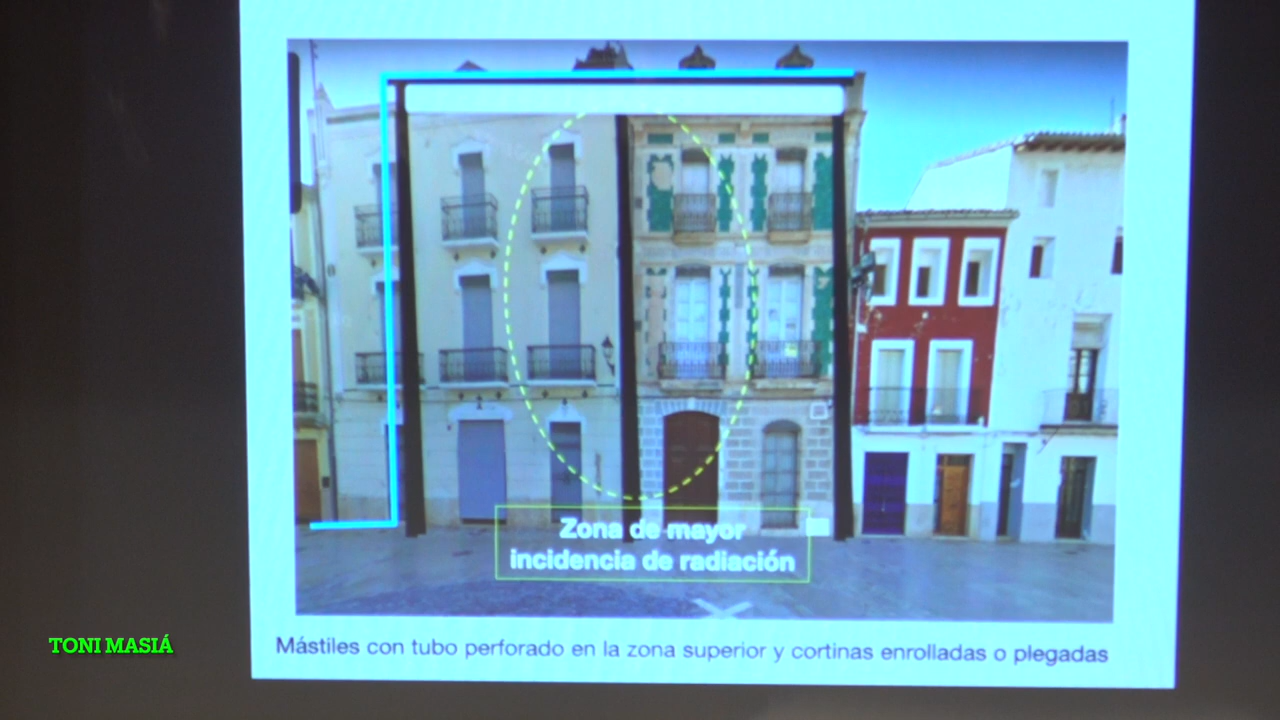 Zona de mayor
incidencia de radiación
Mástiles con tubo perforado en la zona superior y cortinas enrolladas o plegadas
TONI MASIÁ